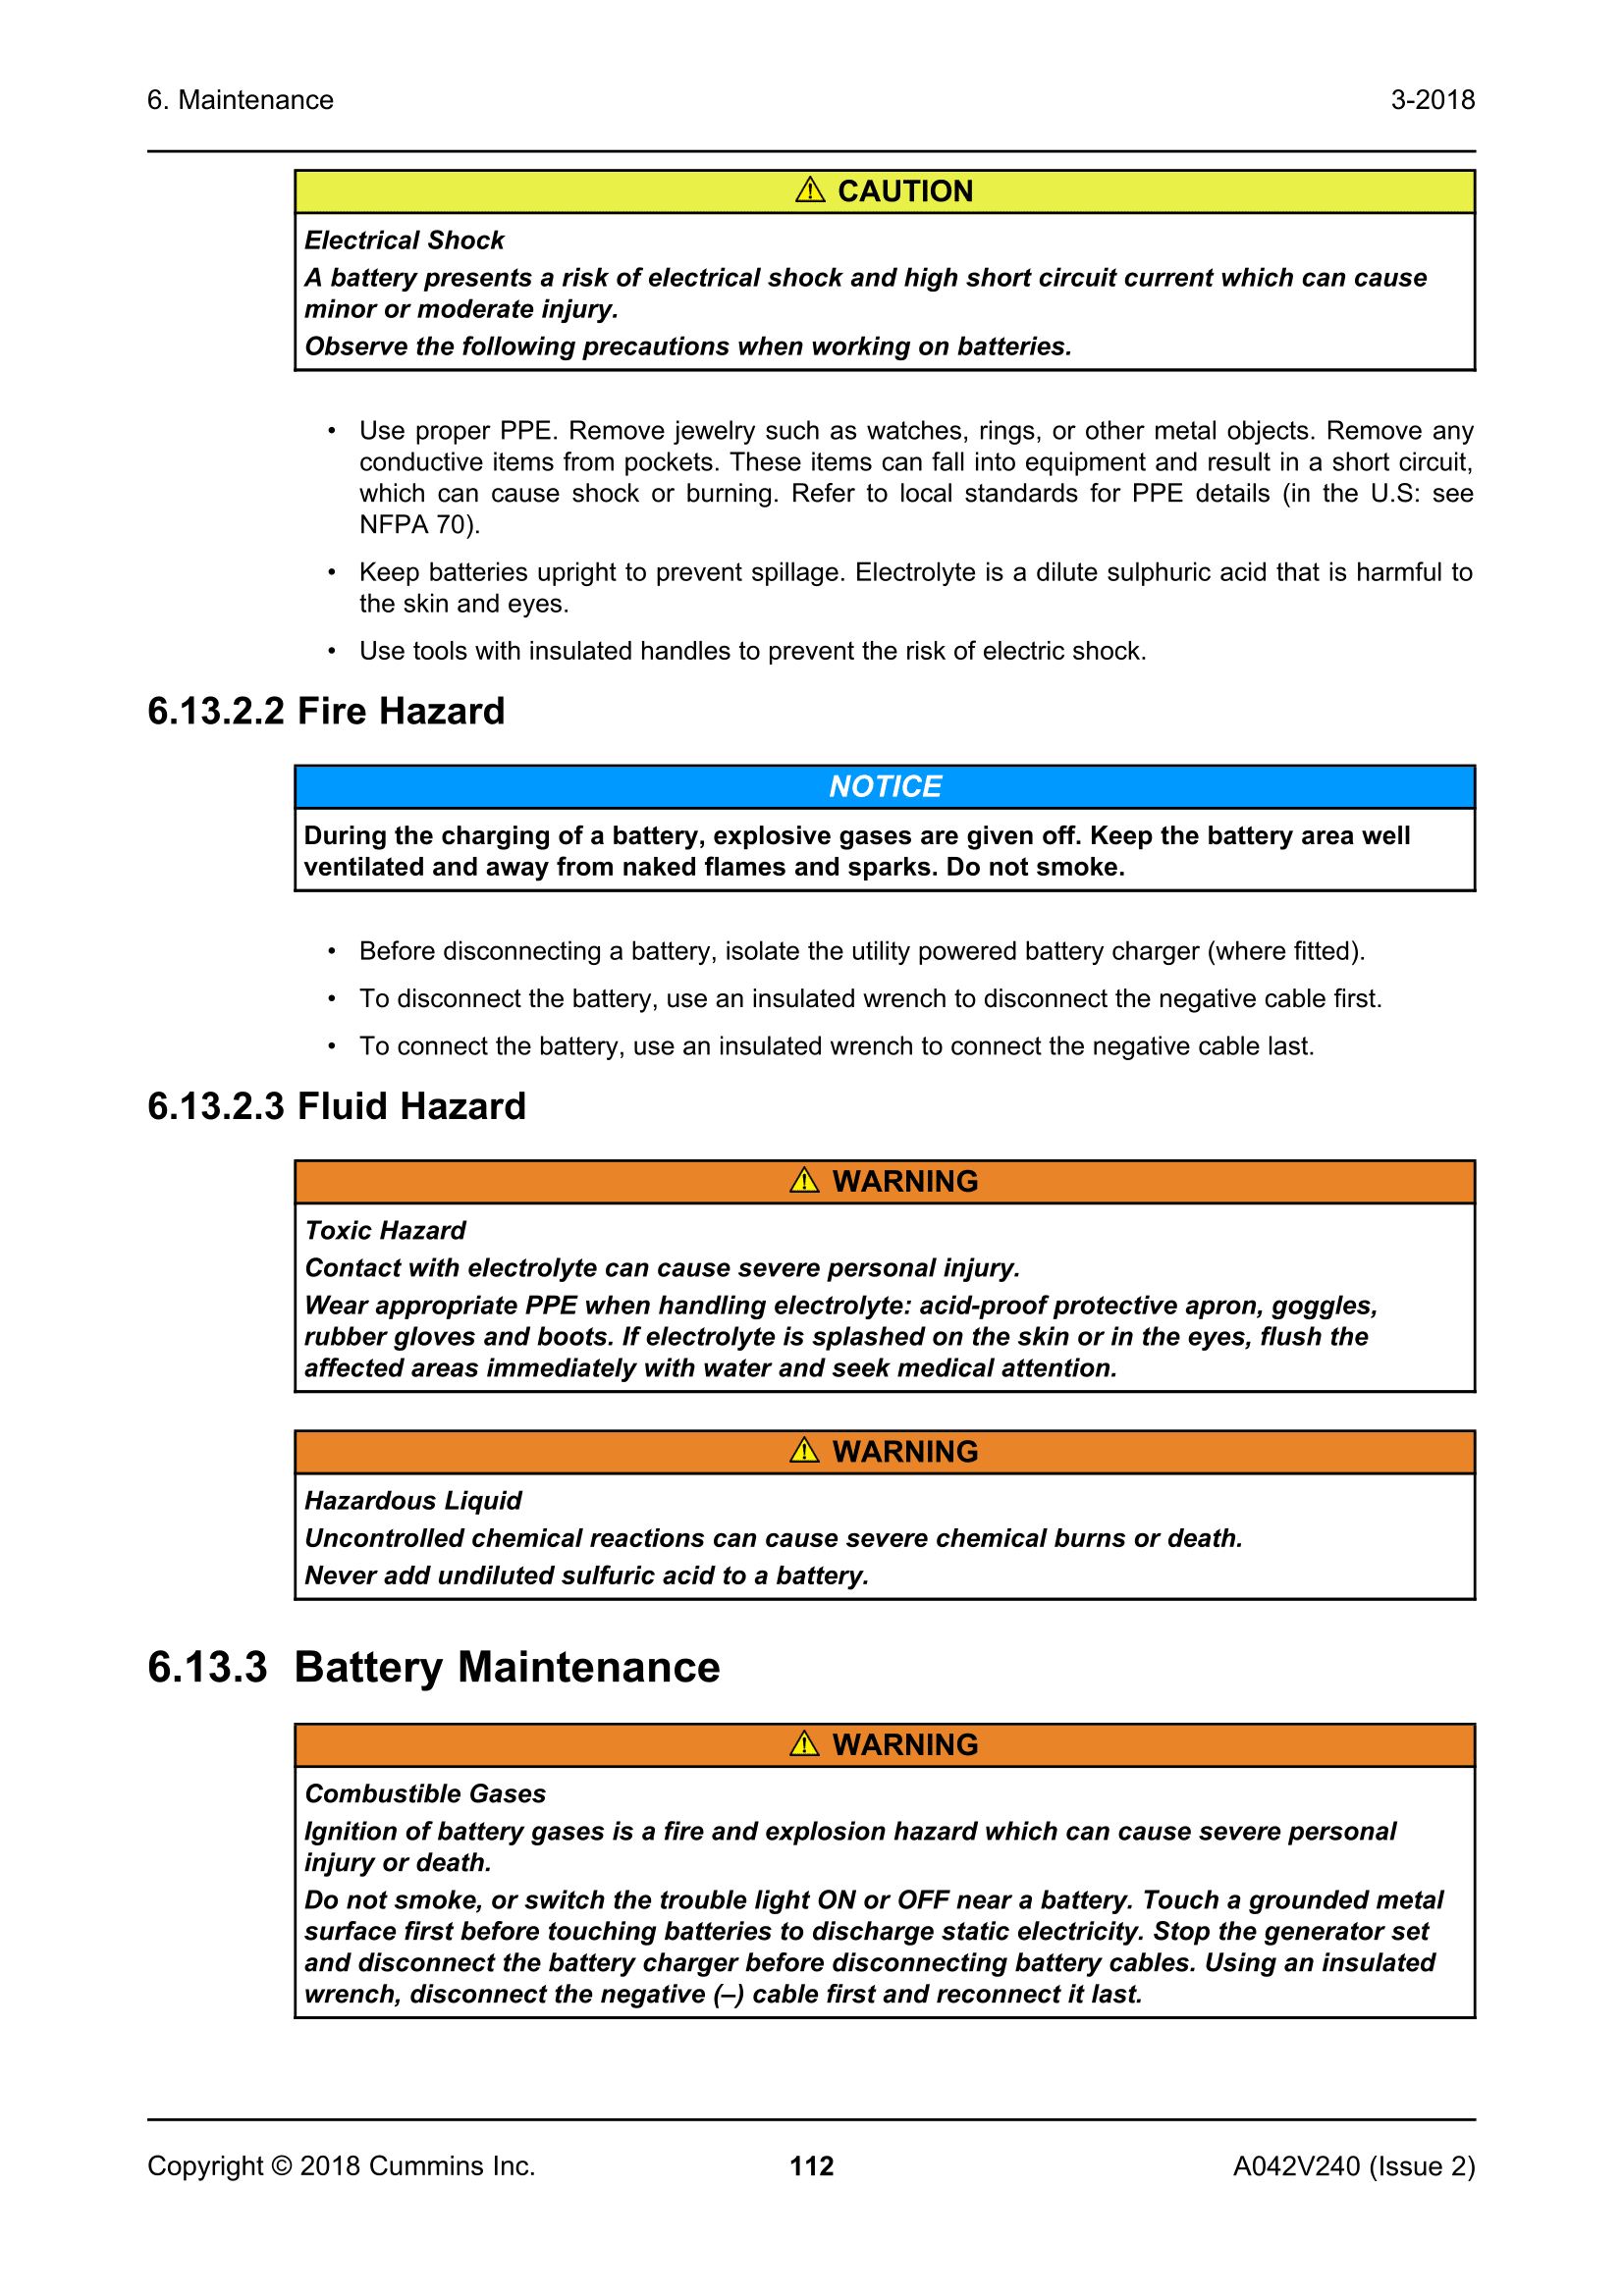 6. Maintenance
3-2018
CAUTION
Electrical Shock
A battery presents a risk of electrical shock and high short circuit current which can cause
minor or moderate injury.
Observe the following precautions when working on batteries.
• Use proper PPE. Remove jewelry such as watches, rings, or other metal objects. Remove any
conductive items from pockets. These items can fall into equipment and result in a short circuit,
which can cause shock or burning. Refer to local standards for PPE details (in the U.S: see
NFPA 70).
• Keep batteries upright to prevent spillage. Electrolyte is a dilute sulphuric acid that is harmful to
the skin and eyes.
• Use tools with insulated handles to prevent the risk of electric shock.
6.13.2.2 Fire Hazard
NOTICE
During the charging of a battery, explosive gases are given off. Keep the battery area well
ventilated and away from naked flames and sparks. Do not smoke.
• Before disconnecting a battery, isolate the utility powered battery charger (where fitted).
• To disconnect the battery, use an insulated wrench to disconnect the negative cable first.
• To connect the battery, use an insulated wrench to connect the negative cable last.
6.13.2.3 Fluid Hazard
WARNING
Toxic Hazard
Contact with electrolyte can cause severe personal injury.
Wear appropriate PPE when handling electrolyte: acid-proof protective apron, goggles,
rubber gloves and boots. If electrolyte is splashed on the skin or in the eyes, flush the
affected areas immediately with water and seek medical attention.
WARNING
Hazardous Liquid
Uncontrolled chemical reactions can cause severe chemical burns or death.
Never add undiluted sulfuric acid to a battery.
6.13.3 Battery Maintenance
WARNING
Combustible Gases
Ignition of battery gases is a fire and explosion hazard which can cause severe personal
injury or death.
Do not smoke, or switch the trouble light ON or OFF near a battery. Touch a grounded metal
surface first before touching batteries to discharge static electricity. Stop the generator set
and disconnect the battery charger before disconnecting battery cables. Using an insulated
wrench, disconnect the negative (–) cable first and reconnect it last.
Copyright © 2018 Cummins Inc.
112
A042V240 (Issue 2)